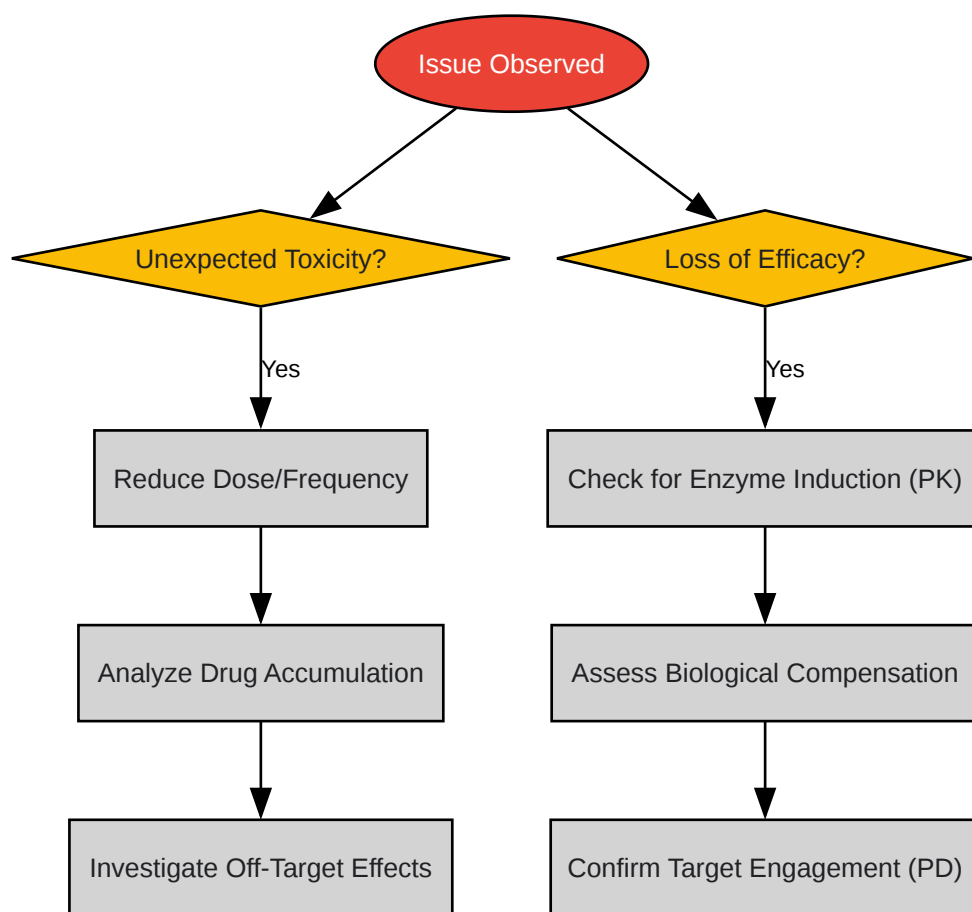 Issue Observed
Unexpected Toxicity?
Loss of Efficacy?
Yes
Yes
Reduce Dose/Frequency
Check for Enzyme Induction (PK)
Analyze Drug Accumulation
Assess Biological Compensation
Investigate Off-Target Effects
Confirm Target Engagement (PD)